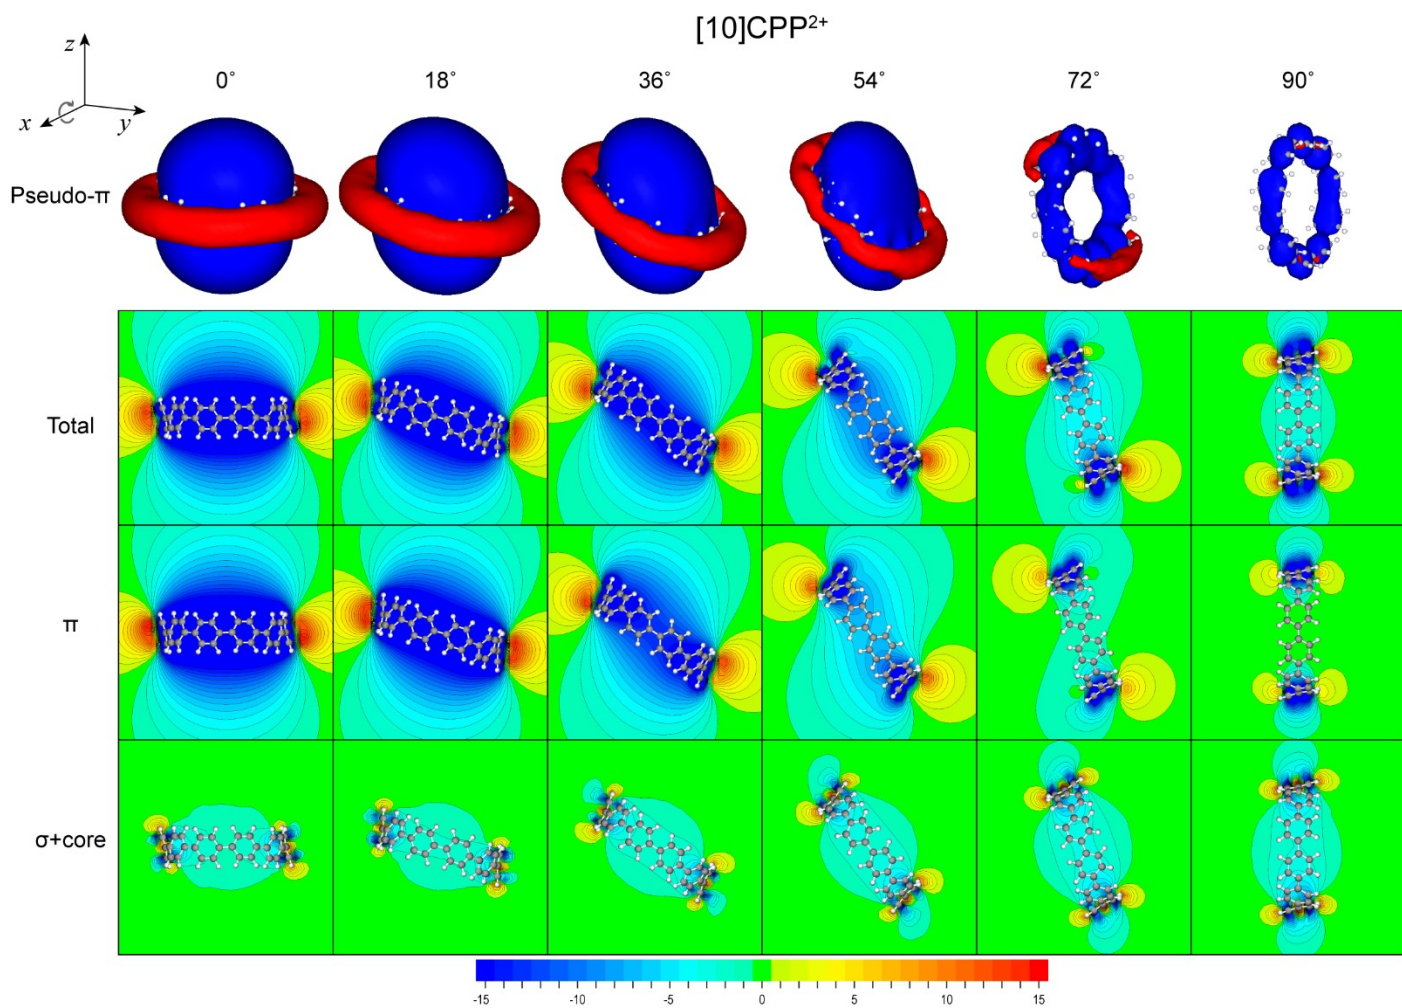 [10]CPP²⁺
z
x
y
0° 18° 36° 54° 72° 90°
Pseudo-π
Total
π
σ+core
-15 -10 -5 0 5 10 15